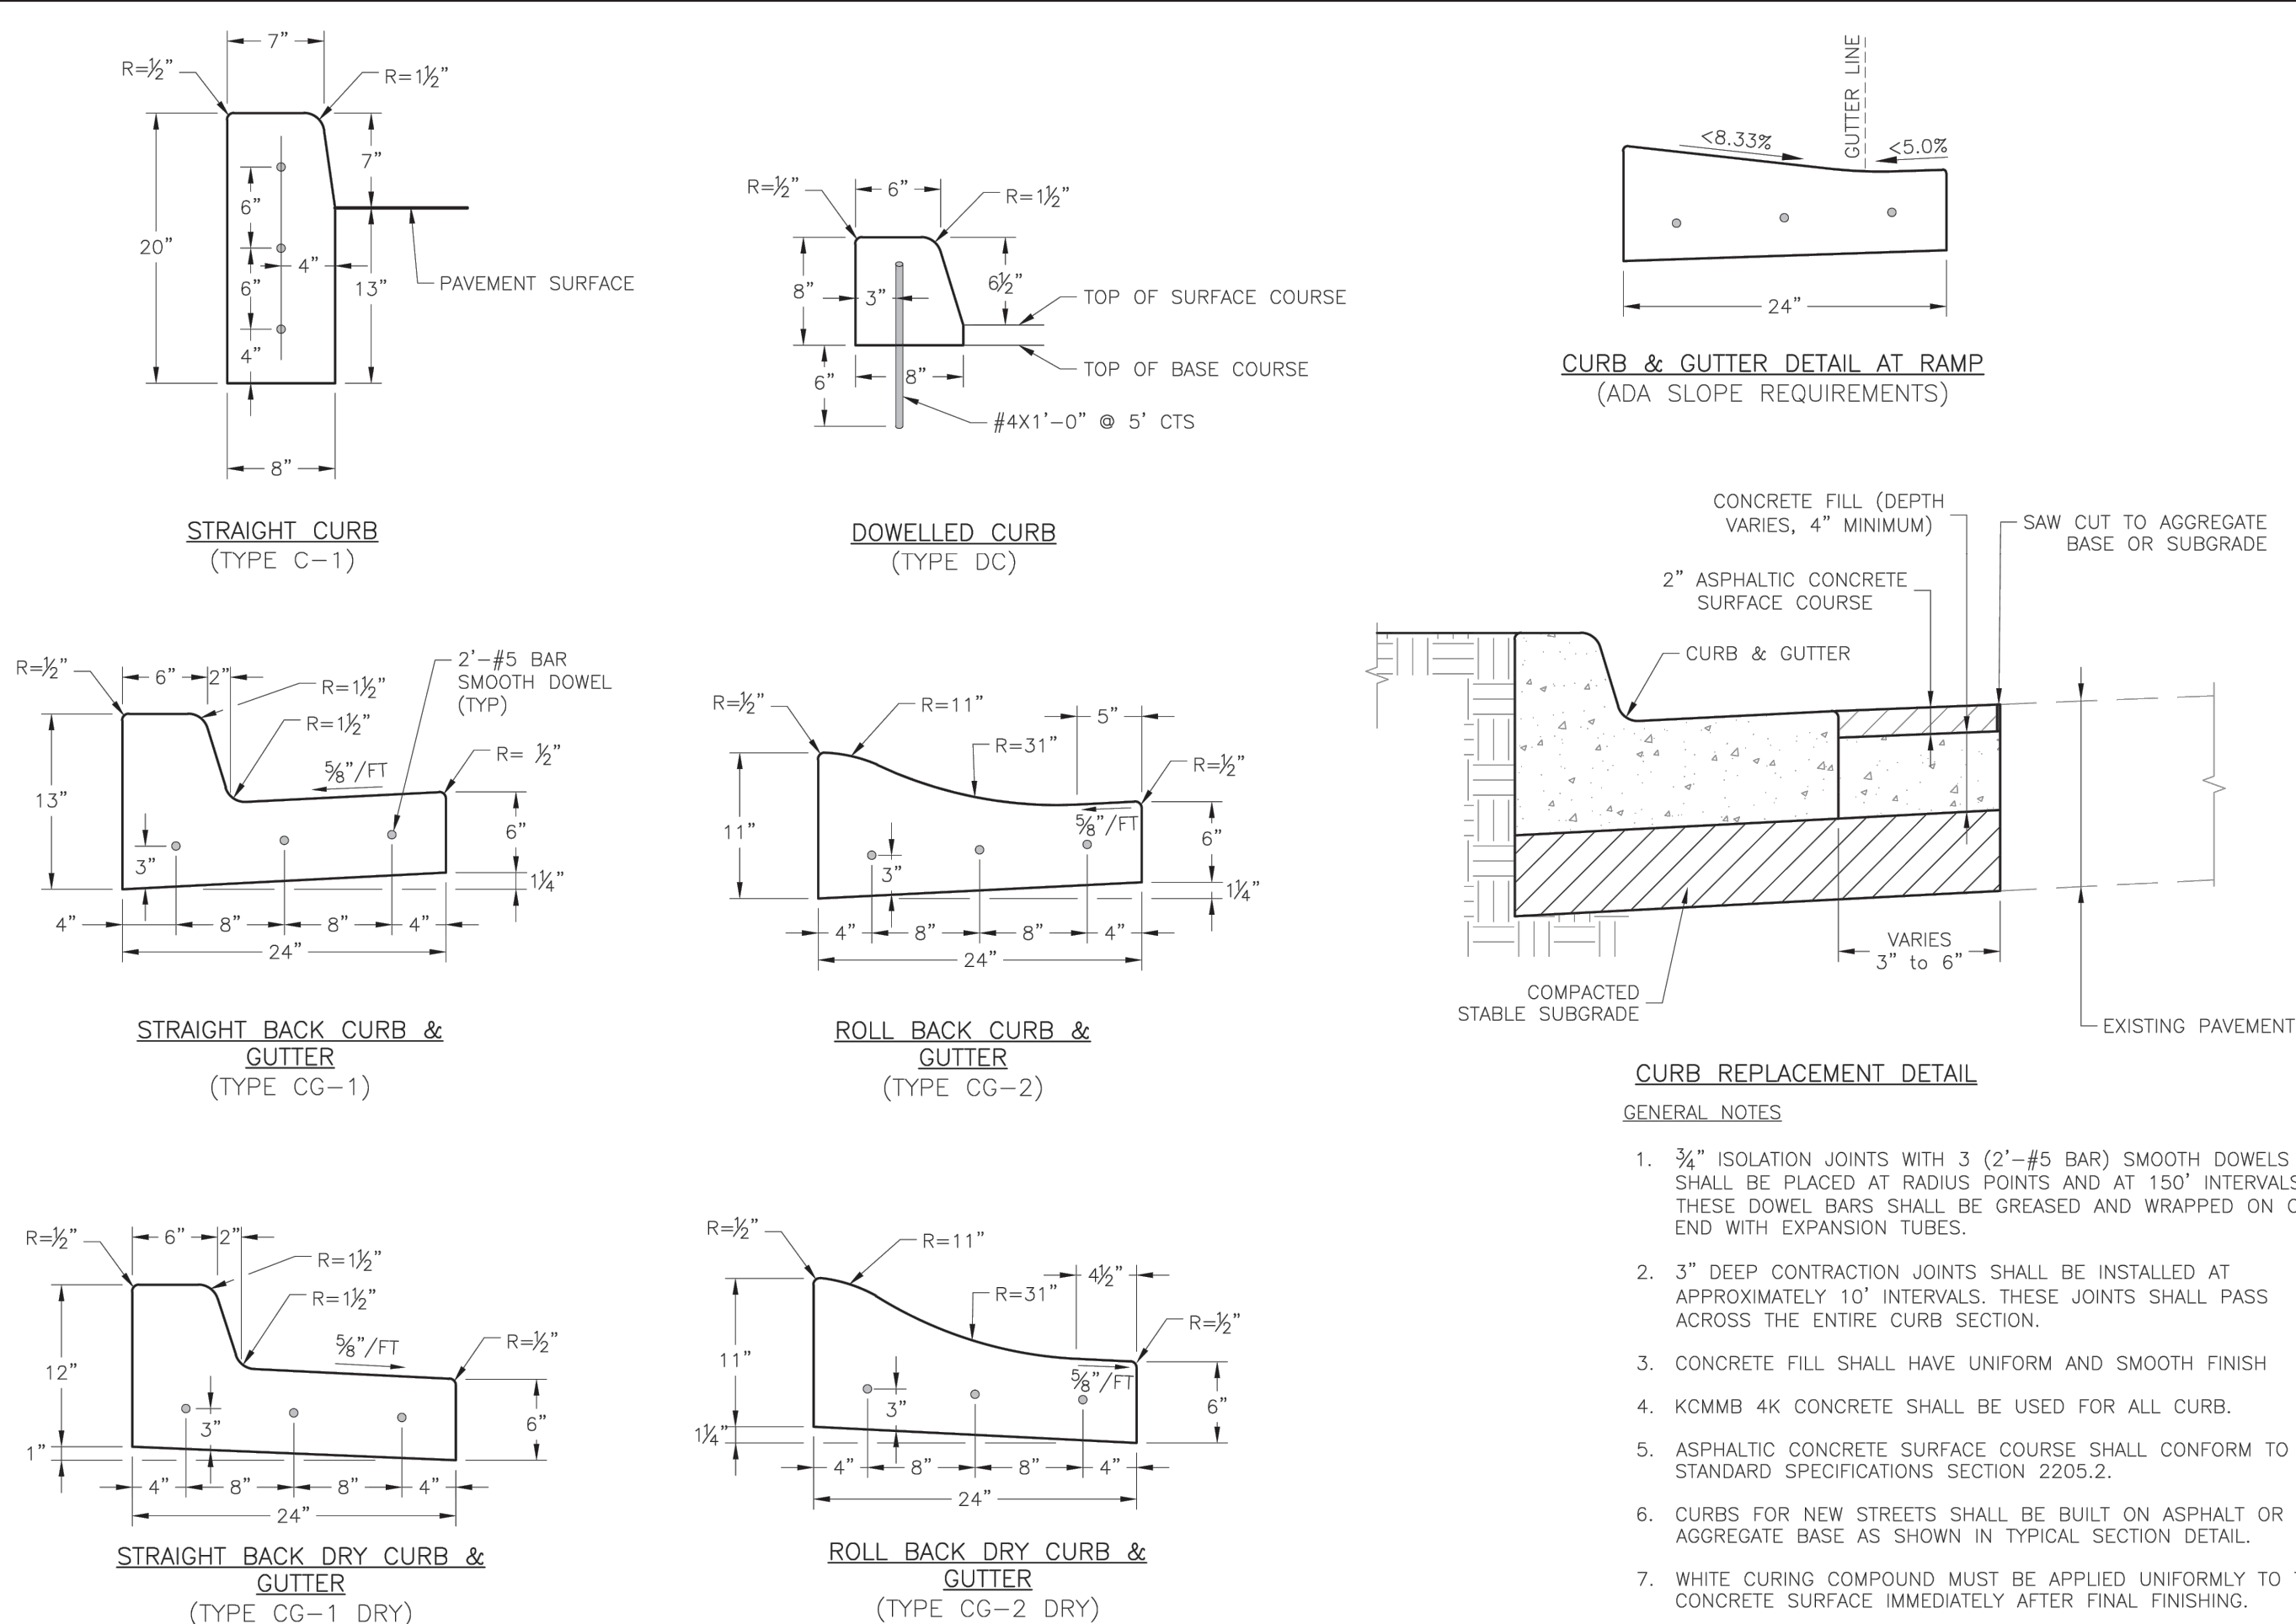 7"
R=½"
R=1½"
20"
7"
6"
6"
4"
4"
13"
PAVEMENT SURFACE
8"
STRAIGHT CURB
(TYPE C-1)
R=½"
6"
R=1½"
8"
3"
6½"
TOP OF SURFACE COURSE
TOP OF BASE COURSE
6"
8"
#4X1'-0" @ 5' CTS
DOWELLED CURB
(TYPE DC)
GUTTER LINE
<8.33%
<5.0%
24"
CURB & GUTTER DETAIL AT RAMP
(ADA SLOPE REQUIREMENTS)
R=½"
6"
2"
R=1½"
R=1½"
2'-#5 BAR
SMOOTH DOWEL
(TYP)
R= ½"
⅝"/FT
13"
3"
6"
1¼"
4"
8"
8"
4"
24"
STRAIGHT BACK CURB &
GUTTER
(TYPE CG-1)
R=½"
R=11"
R=31"
5"
R=½"
⅝"/FT
11"
3"
6"
1¼"
4"
8"
8"
4"
24"
ROLL BACK CURB &
GUTTER
(TYPE CG-2)
CONCRETE FILL (DEPTH
VARIES, 4" MINIMUM)
SAW CUT TO AGGREGATE
BASE OR SUBGRADE
2" ASPHALTIC CONCRETE
SURFACE COURSE
CURB & GUTTER
VARIES
3" to 6"
COMPACTED
STABLE SUBGRADE
EXISTING PAVEMENT
CURB REPLACEMENT DETAIL
R=½"
6"
2"
R=1½"
R=1½"
⅝"/FT
R=½"
12"
3"
6"
1"
4"
8"
8"
4"
24"
STRAIGHT BACK DRY CURB &
GUTTER
(TYPE CG-1 DRY)
R=½"
R=11"
R=31"
4½"
R=½"
⅝"/FT
11"
3"
6"
1¼"
4"
8"
8"
4"
24"
ROLL BACK DRY CURB &
GUTTER
(TYPE CG-2 DRY)
GENERAL NOTES
1. ¾" ISOLATION JOINTS WITH 3 (2'-#5 BAR) SMOOTH DOWELS
SHALL BE PLACED AT RADIUS POINTS AND AT 150' INTERVALS
THESE DOWEL BARS SHALL BE GREASED AND WRAPPED ON
END WITH EXPANSION TUBES.
2. 3" DEEP CONTRACTION JOINTS SHALL BE INSTALLED AT
APPROXIMATELY 10' INTERVALS. THESE JOINTS SHALL PASS
ACROSS THE ENTIRE CURB SECTION.
3. CONCRETE FILL SHALL HAVE UNIFORM AND SMOOTH FINISH
4. KCMMB 4K CONCRETE SHALL BE USED FOR ALL CURB.
5. ASPHALTIC CONCRETE SURFACE COURSE SHALL CONFORM TO
STANDARD SPECIFICATIONS SECTION 2205.2.
6. CURBS FOR NEW STREETS SHALL BE BUILT ON ASPHALT OR
AGGREGATE BASE AS SHOWN IN TYPICAL SECTION DETAIL.
7. WHITE CURING COMPOUND MUST BE APPLIED UNIFORMLY TO
CONCRETE SURFACE IMMEDIATELY AFTER FINAL FINISHING.